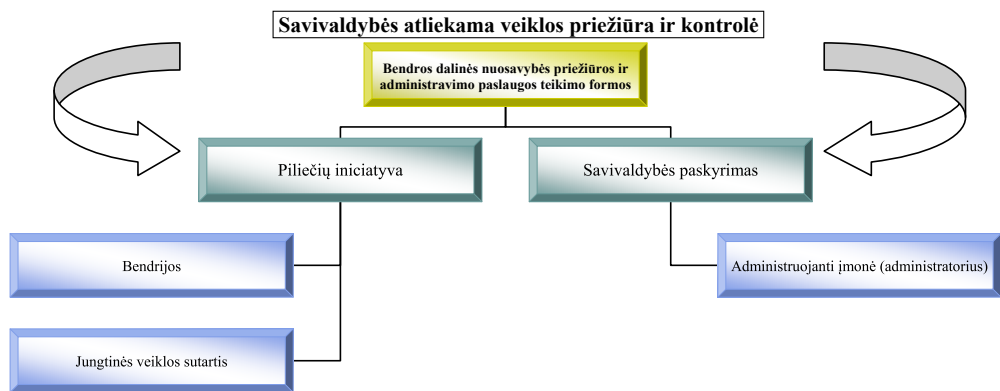 Savivaldybės atliekama veiklos priežiūra ir kontrolė
Bendros dalinės nuosavybės priežiūros ir
administravimo paslaugos teikimo formos
Piliečių iniciatyva
Savivaldybės paskyrimas
Bendrijos
Administruojanti įmonė (administratorius)
Jungtinės veiklos sutartis